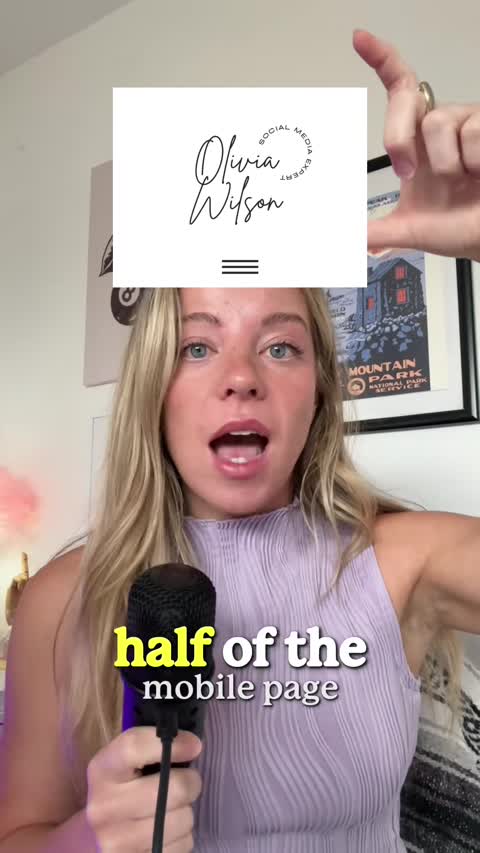 SOCIAL MEDIA EXPERT
Olivia
Wilson
MOUNTAIN
PARK
NATIONAL PARK
SERVICE
half of the
mobile page